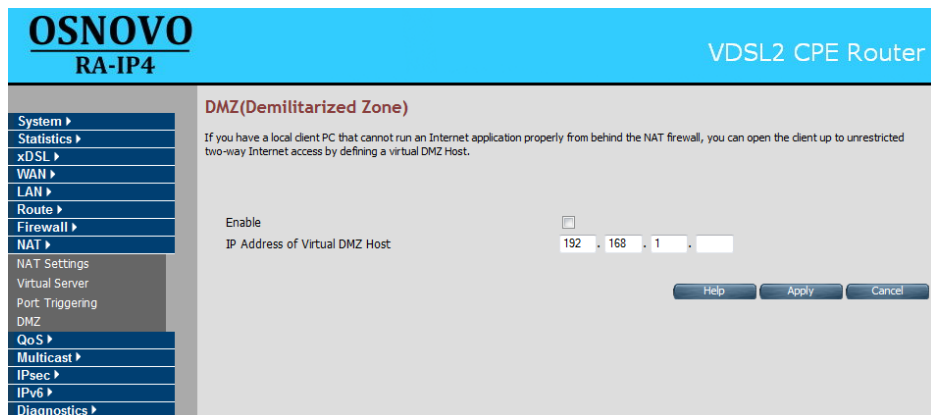 OSNOVO
RA-IP4
VDSL2 CPE Router
System
Statistics
xDSL
WAN
LAN
Route
Firewall
NAT
NAT Settings
Virtual Server
Port Triggering
DMZ
QoS
Multicast
IPsec
IPv6
Diagnostics
DMZ(Demilitarized Zone)
If you have a local client PC that cannot run an Internet application properly from behind the NAT firewall, you can open the client up to unrestricted
two-way Internet access by defining a virtual DMZ Host.
Enable
IP Address of Virtual DMZ Host 192 . 168 . 1 .
Help Apply Cancel